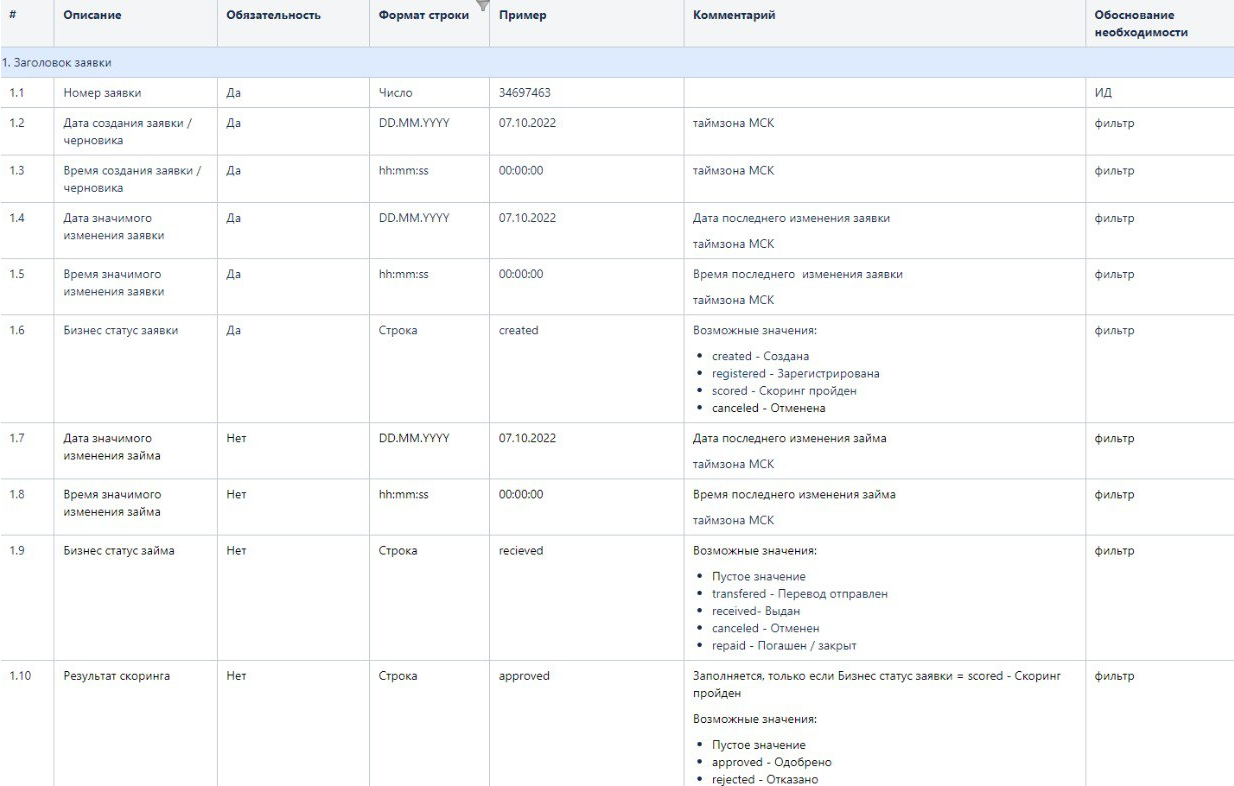 # Описание Обязательность Формат строки Пример Комментарий Обоснование
необходимости
1. Заголовок заявки
1.1 Номер заявки Да Число 34697463 ИД
1.2 Дата создания заявки / Да DD.MM.YYYY 07.10.2022 таймзона МСК фильтр
черновика
1.3 Время создания заявки / Да hh:mm:ss 00:00:00 таймзона МСК фильтр
черновика
1.4 Дата значимого Да DD.MM.YYYY 07.10.2022 Дата последнего изменения заявки фильтр
изменения заявки
таймзона МСК
1.5 Время значимого Да hh:mm:ss 00:00:00 Время последнего изменения заявки фильтр
изменения заявки
таймзона МСК
1.6 Бизнес статус заявки Да Строка created Возможные значения: фильтр
• created - Создана
• registered - Зарегистрирована
• scored - Скоринг пройден
• canceled - Отменена
1.7 Дата значимого Нет DD.MM.YYYY 07.10.2022 Дата последнего изменения займа фильтр
изменения займа
таймзона МСК
1.8 Время значимого Нет hh:mm:ss 00:00:00 Время последнего изменения займа фильтр
изменения займа
таймзона МСК
1.9 Бизнес статус займа Нет Строка recieved Возможные значения: фильтр
• Пустое значение
• transfered - Перевод отправлен
• received- Выдан
• canceled - Отменен
• repaid - Погашен / закрыт
1.10 Результат скоринга Нет Строка approved Заполняется, только если Бизнес статус заявки = scored - Скоринг фильтр
пройден
Возможные значения:
• Пустое значение
• approved - Одобрено
• rejected - Отказано